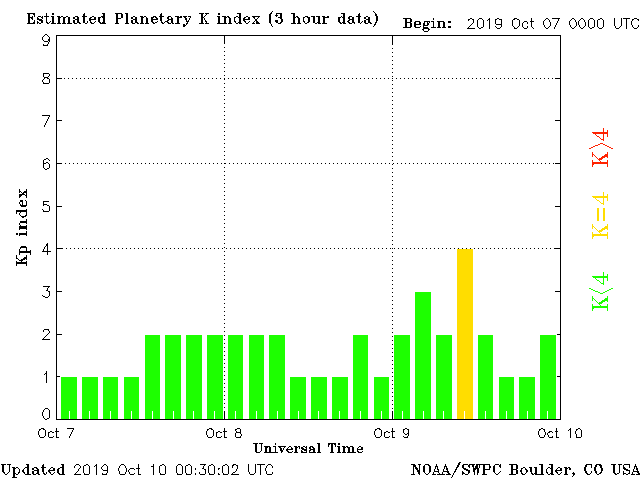 Estimated Planetary K index (3 hour data)
Begin: 2019 Oct 07 0000 UTC
9
8
7
6
5
4
3
2
1
0
Kp index
Oct 7
Oct 8
Oct 9
Oct 10
Universal Time
K>4
K=4
K<4
Updated 2019 Oct 10 00:30:02 UTC
NOAA/SWPC Boulder, CO USA